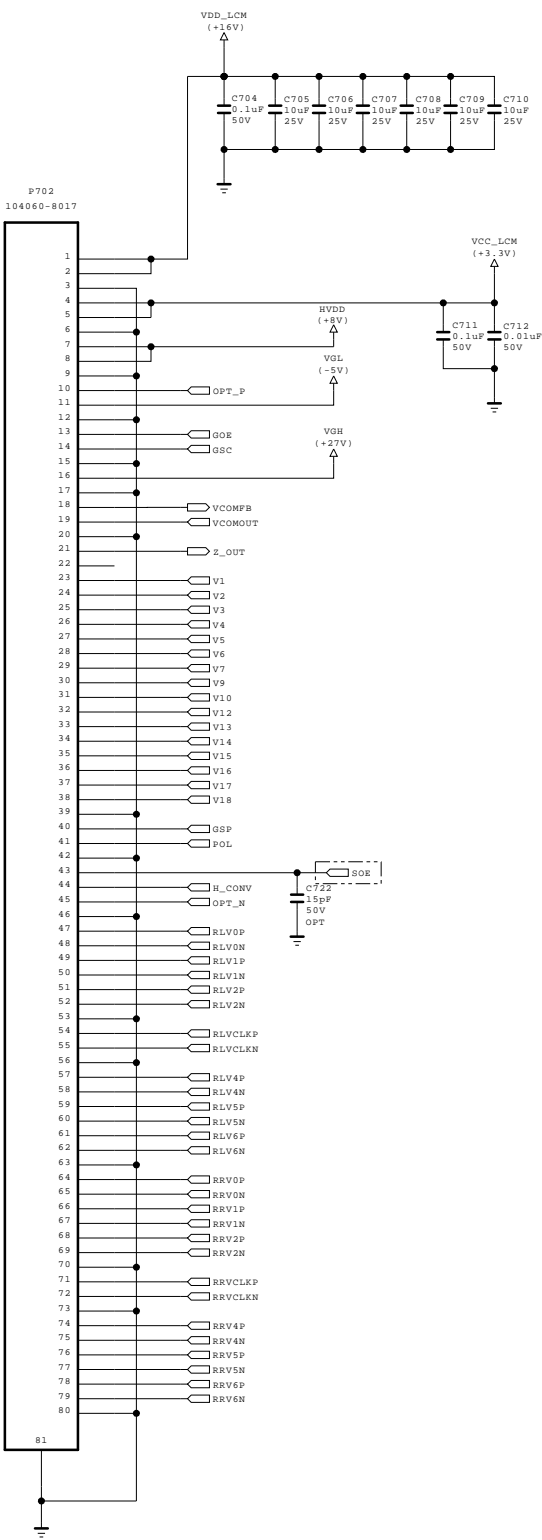 VDD_LCM
(+16V)
C704
0.1uF
50V
C705
10uF
25V
C706
10uF
25V
C707
10uF
25V
C708
10uF
25V
C709
10uF
25V
C710
10uF
25V
P702
104060-8017
VCC_LCM
(+3.3V)
C711
0.1uF
50V
C712
0.01uF
50V
HVDD
(+8V)
VGL
(-5V)
VGH
(+27V)
1
2
3
4
5
6
7
8
9
10 OPT_P
11
12
13 GOE
14 GSC
15
16
17
18 VCOMFB
19 VCOMOUT
20
21 Z_OUT
22
23 V1
24 V2
25 V3
26 V4
27 V5
28 V6
29 V7
30 V9
31 V10
32 V12
33 V13
34 V14
35 V15
36 V16
37 V17
38 V18
39
40 GSP
41 POL
42
43 SOE
C722
15pF
50V
OPT
44 H_CONV
45 OPT_N
46
47 RLV0P
48 RLV0N
49 RLV1P
50 RLV1N
51 RLV2P
52 RLV2N
53
54 RLVCLKP
55 RLVCLKN
56
57 RLV4P
58 RLV4N
59 RLV5P
60 RLV5N
61 RLV6P
62 RLV6N
63
64 RRV0P
65 RRV0N
66 RRV1P
67 RRV1N
68 RRV2P
69 RRV2N
70
71 RRVCLKP
72 RRVCLKN
73
74 RRV4P
75 RRV4N
76 RRV5P
77 RRV5N
78 RRV6P
79 RRV6N
80
81